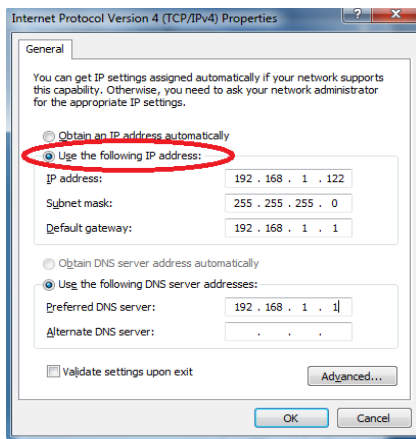 Internet Protocol Version 4 (TCP/IPv4) Properties
General
You can get IP settings assigned automatically if your network supports
this capability. Otherwise, you need to ask your network administrator
for the appropriate IP settings.
Obtain an IP address automatically
Use the following IP address:
IP address: 192 . 168 . 1 . 122
Subnet mask: 255 . 255 . 255 . 0
Default gateway: 192 . 168 . 1 . 1
Obtain DNS server address automatically
Use the following DNS server addresses:
Preferred DNS server: 192 . 168 . 1 . 1
Alternate DNS server: . . .
Validate settings upon exit
Advanced...
OK Cancel